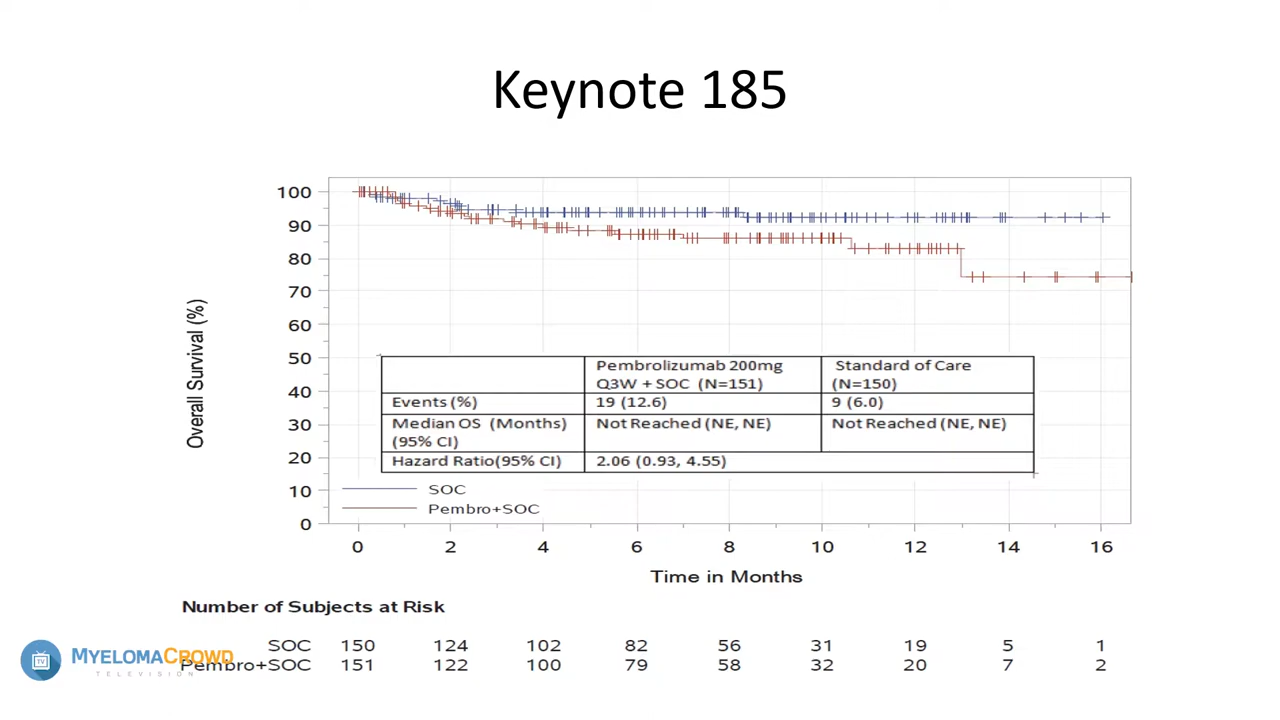 Keynote 185
Overall Survival (%)
100
90
80
70
60
50
40
30
20
10
0
Pembrolizumab 200mg Standard of Care
Q3W + SOC (N=151) (N=150)
Events (%) 19 (12.6) 9 (6.0)
Median OS (Months) Not Reached (NE, NE) Not Reached (NE, NE)
(95% CI)
Hazard Ratio(95% CI) 2.06 (0.93, 4.55)
SOC
Pembro+SOC
0 2 4 6 8 10 12 14 16
Time in Months
Number of Subjects at Risk
SOC 150 124 102 82 56 31 19 5 1
Pembro+SOC 151 122 100 79 58 32 20 7 2
TV
MYELOMACROWD
TELEVISION